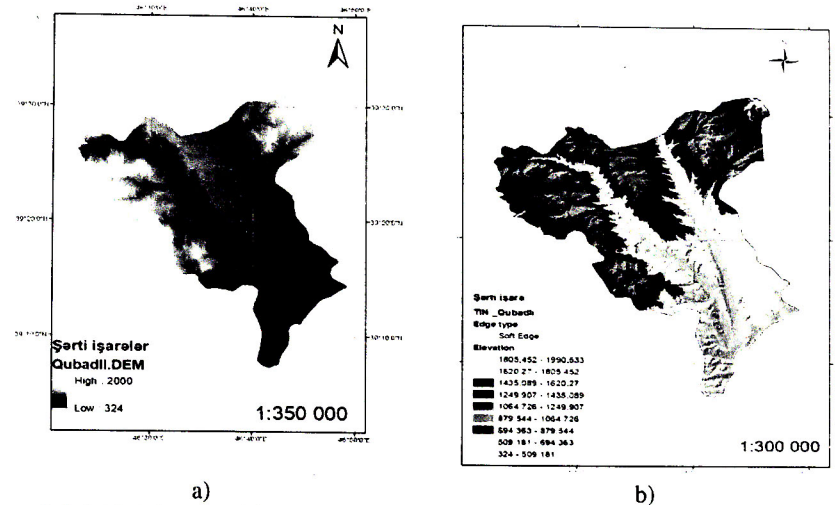 N
Şərti işarələr
Qubadlı.DEM
High . 2000
Low . 324
1:350 000
a)
Şərti işarə
TIN _Qubadlı
Edge type
Soft Edge
Elevation
1805,452 - 1990,633
1620.27 - 1805 452
1435.089 - 1620.27
1249.907 - 1435.089
1064 726 - 1249.907
879.544 - 1064 726
694 363 - 879 544
509 181 - 694 363
324 - 509 181
1:300 000
b)